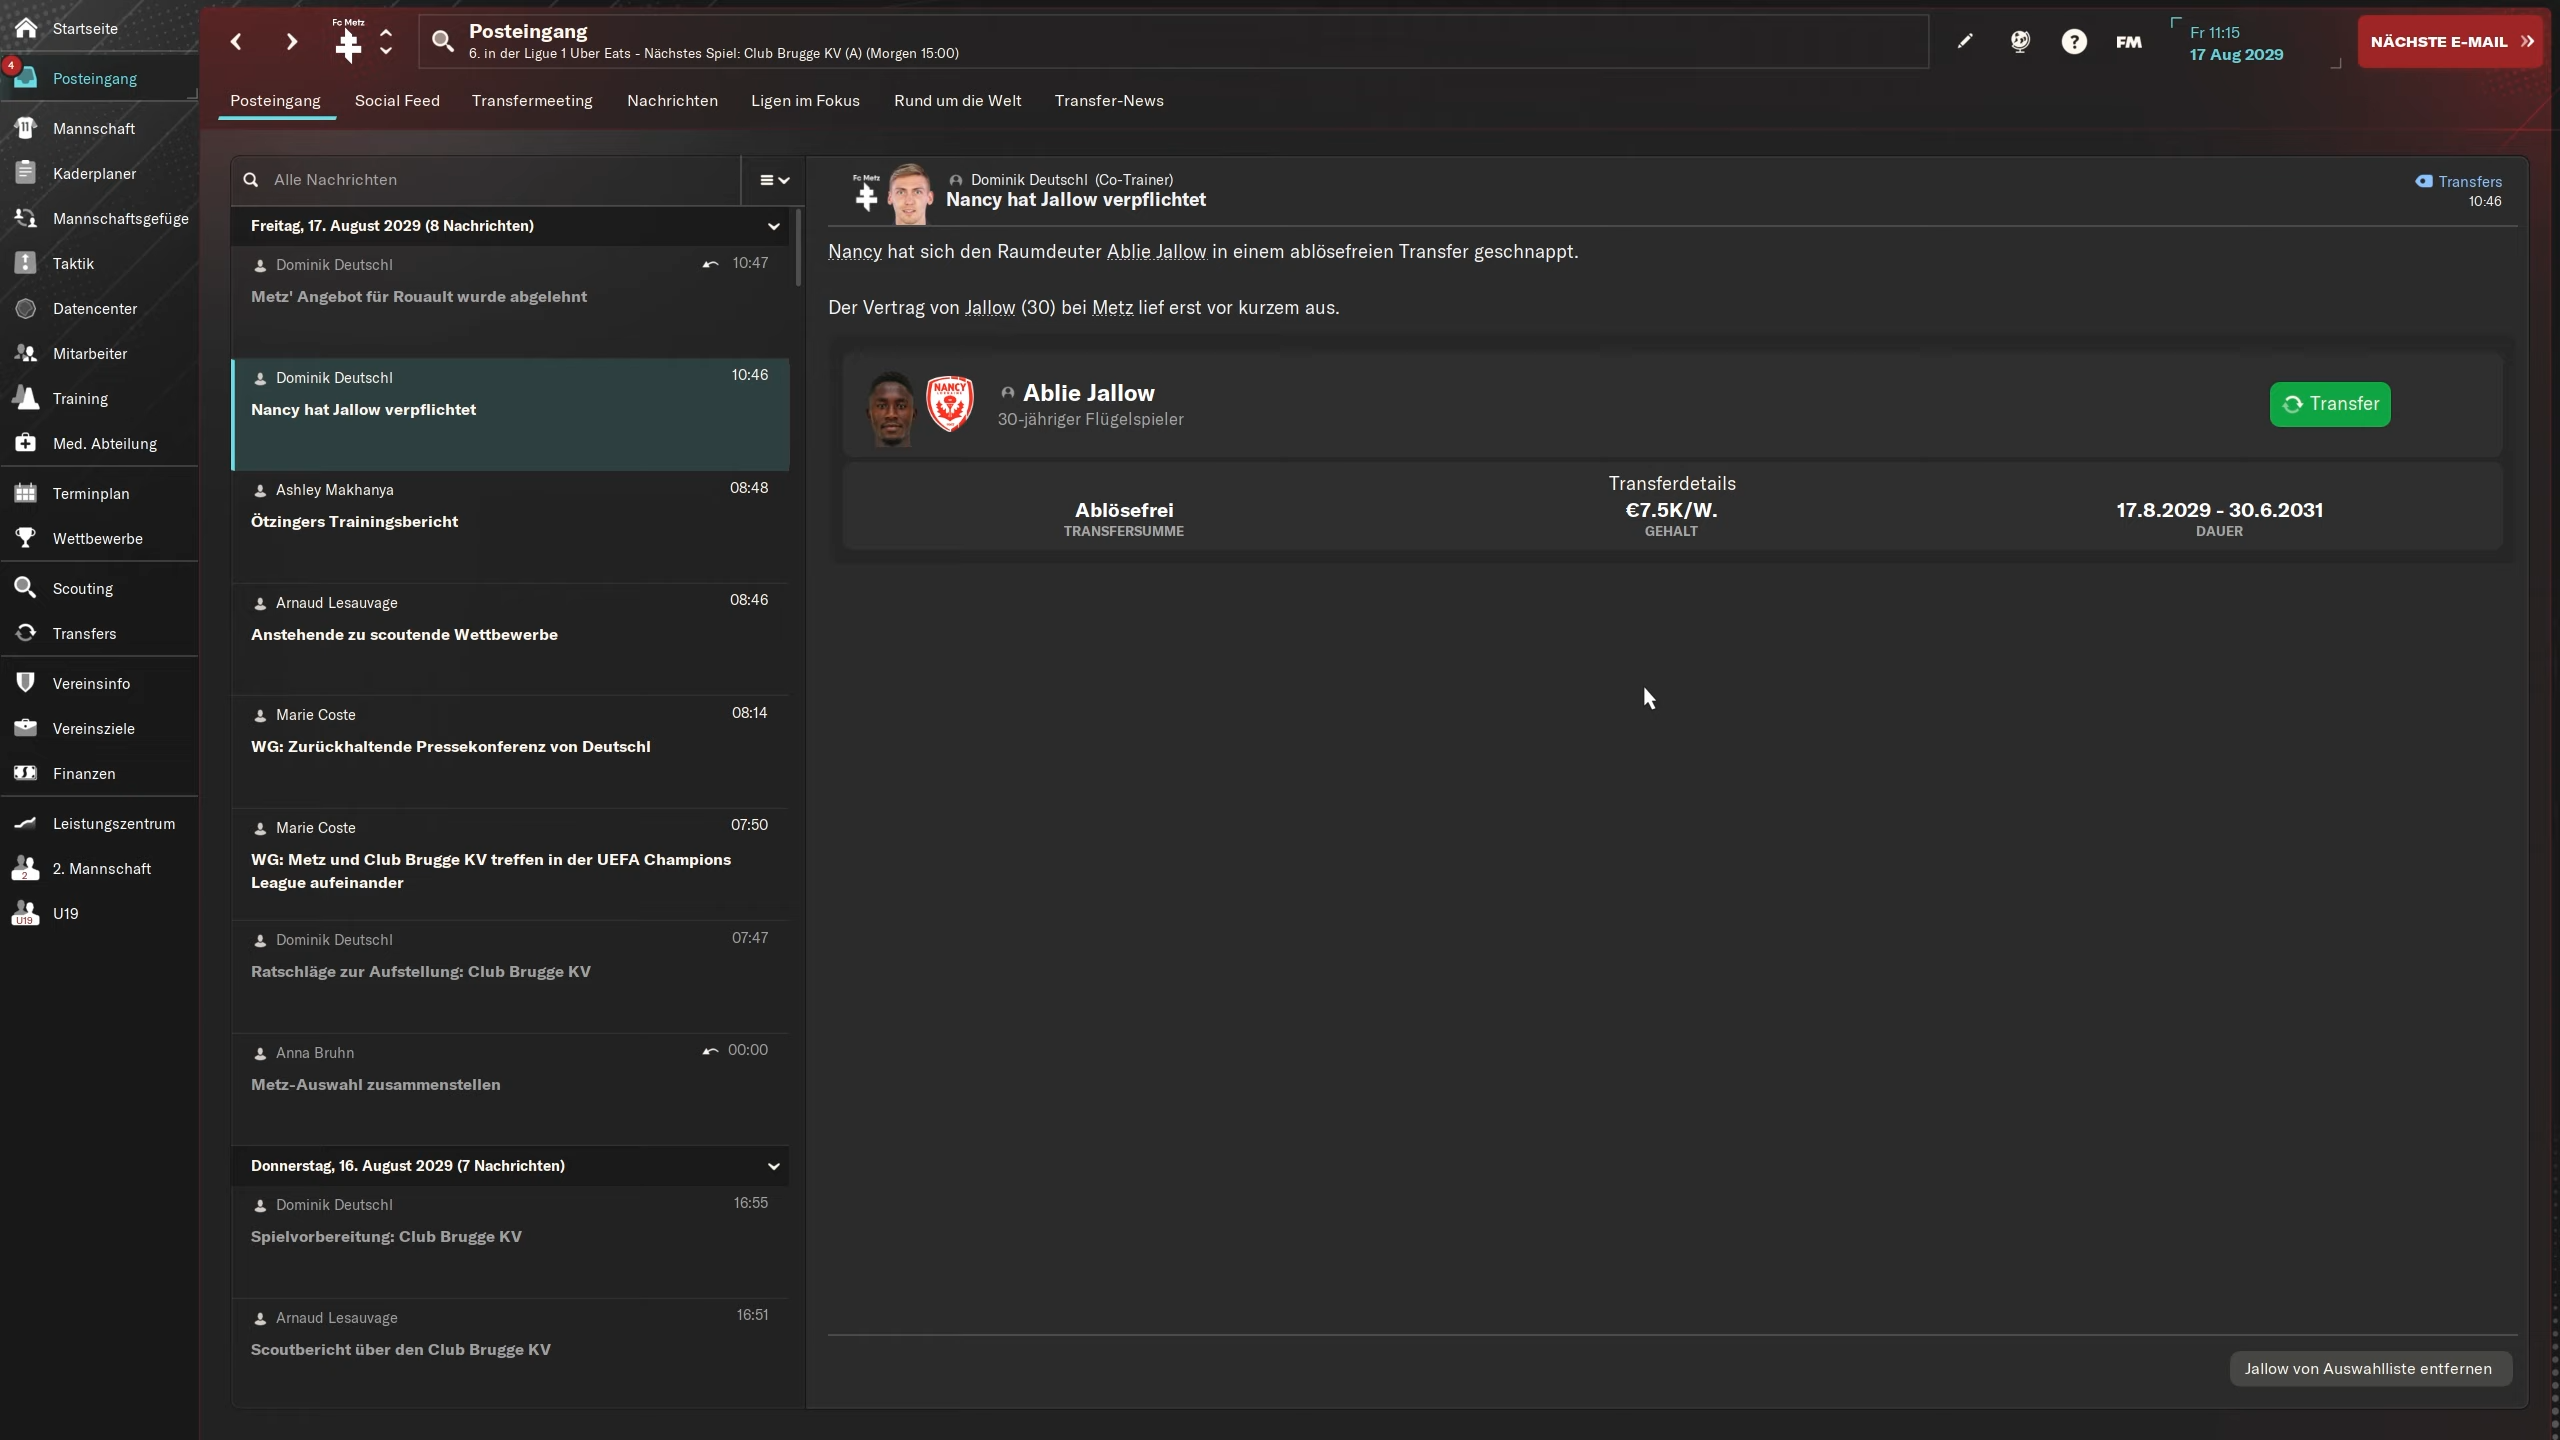 Startseite
4
Posteingang
Mannschaft
Kaderplaner
Mannschaftsgefüge
Taktik
Datencenter
Mitarbeiter
Training
Med. Abteilung
Terminplan
Wettbewerbe
Scouting
Transfers
Vereinsinfo
Vereinsziele
Finanzen
Leistungszentrum
2
2. Mannschaft
U19
U19
Fc Metz
Posteingang
6. in der Ligue 1 Uber Eats - Nächstes Spiel: Club Brugge KV (A) (Morgen 15:00)
?
FM
Fr 11:15
17 Aug 2029
NÄCHSTE E-MAIL
Posteingang
Social Feed
Transfermeeting
Nachrichten
Ligen im Fokus
Rund um die Welt
Transfer-News
Alle Nachrichten
Freitag, 17. August 2029 (8 Nachrichten)
Dominik Deutschl 10:47
Metz' Angebot für Rouault wurde abgelehnt
Dominik Deutschl 10:46
Nancy hat Jallow verpflichtet
Ashley Makhanya 08:48
Ötzingers Trainingsbericht
Arnaud Lesauvage 08:46
Anstehende zu scoutende Wettbewerbe
Marie Coste 08:14
WG: Zurückhaltende Pressekonferenz von Deutschl
Marie Coste 07:50
WG: Metz und Club Brugge KV treffen in der UEFA Champions
League aufeinander
Dominik Deutschl 07:47
Ratschläge zur Aufstellung: Club Brugge KV
Anna Bruhn 00:00
Metz-Auswahl zusammenstellen
Donnerstag, 16. August 2029 (7 Nachrichten)
Dominik Deutschl 16:55
Spielvorbereitung: Club Brugge KV
Arnaud Lesauvage 16:51
Scoutbericht über den Club Brugge KV
Fc Metz
Dominik Deutschl (Co-Trainer)
Nancy hat Jallow verpflichtet
Transfers
10:46
Nancy hat sich den Raumdeuter Ablie Jallow in einem ablösefreien Transfer geschnappt.
Der Vertrag von Jallow (30) bei Metz lief erst vor kurzem aus.
NANCY
Ablie Jallow
30-jähriger Flügelspieler
Transfer
Transferdetails
Ablösefrei
TRANSFERSUMME
€7.5K/W.
GEHALT
17.8.2029 - 30.6.2031
DAUER
Jallow von Auswahlliste entfernen